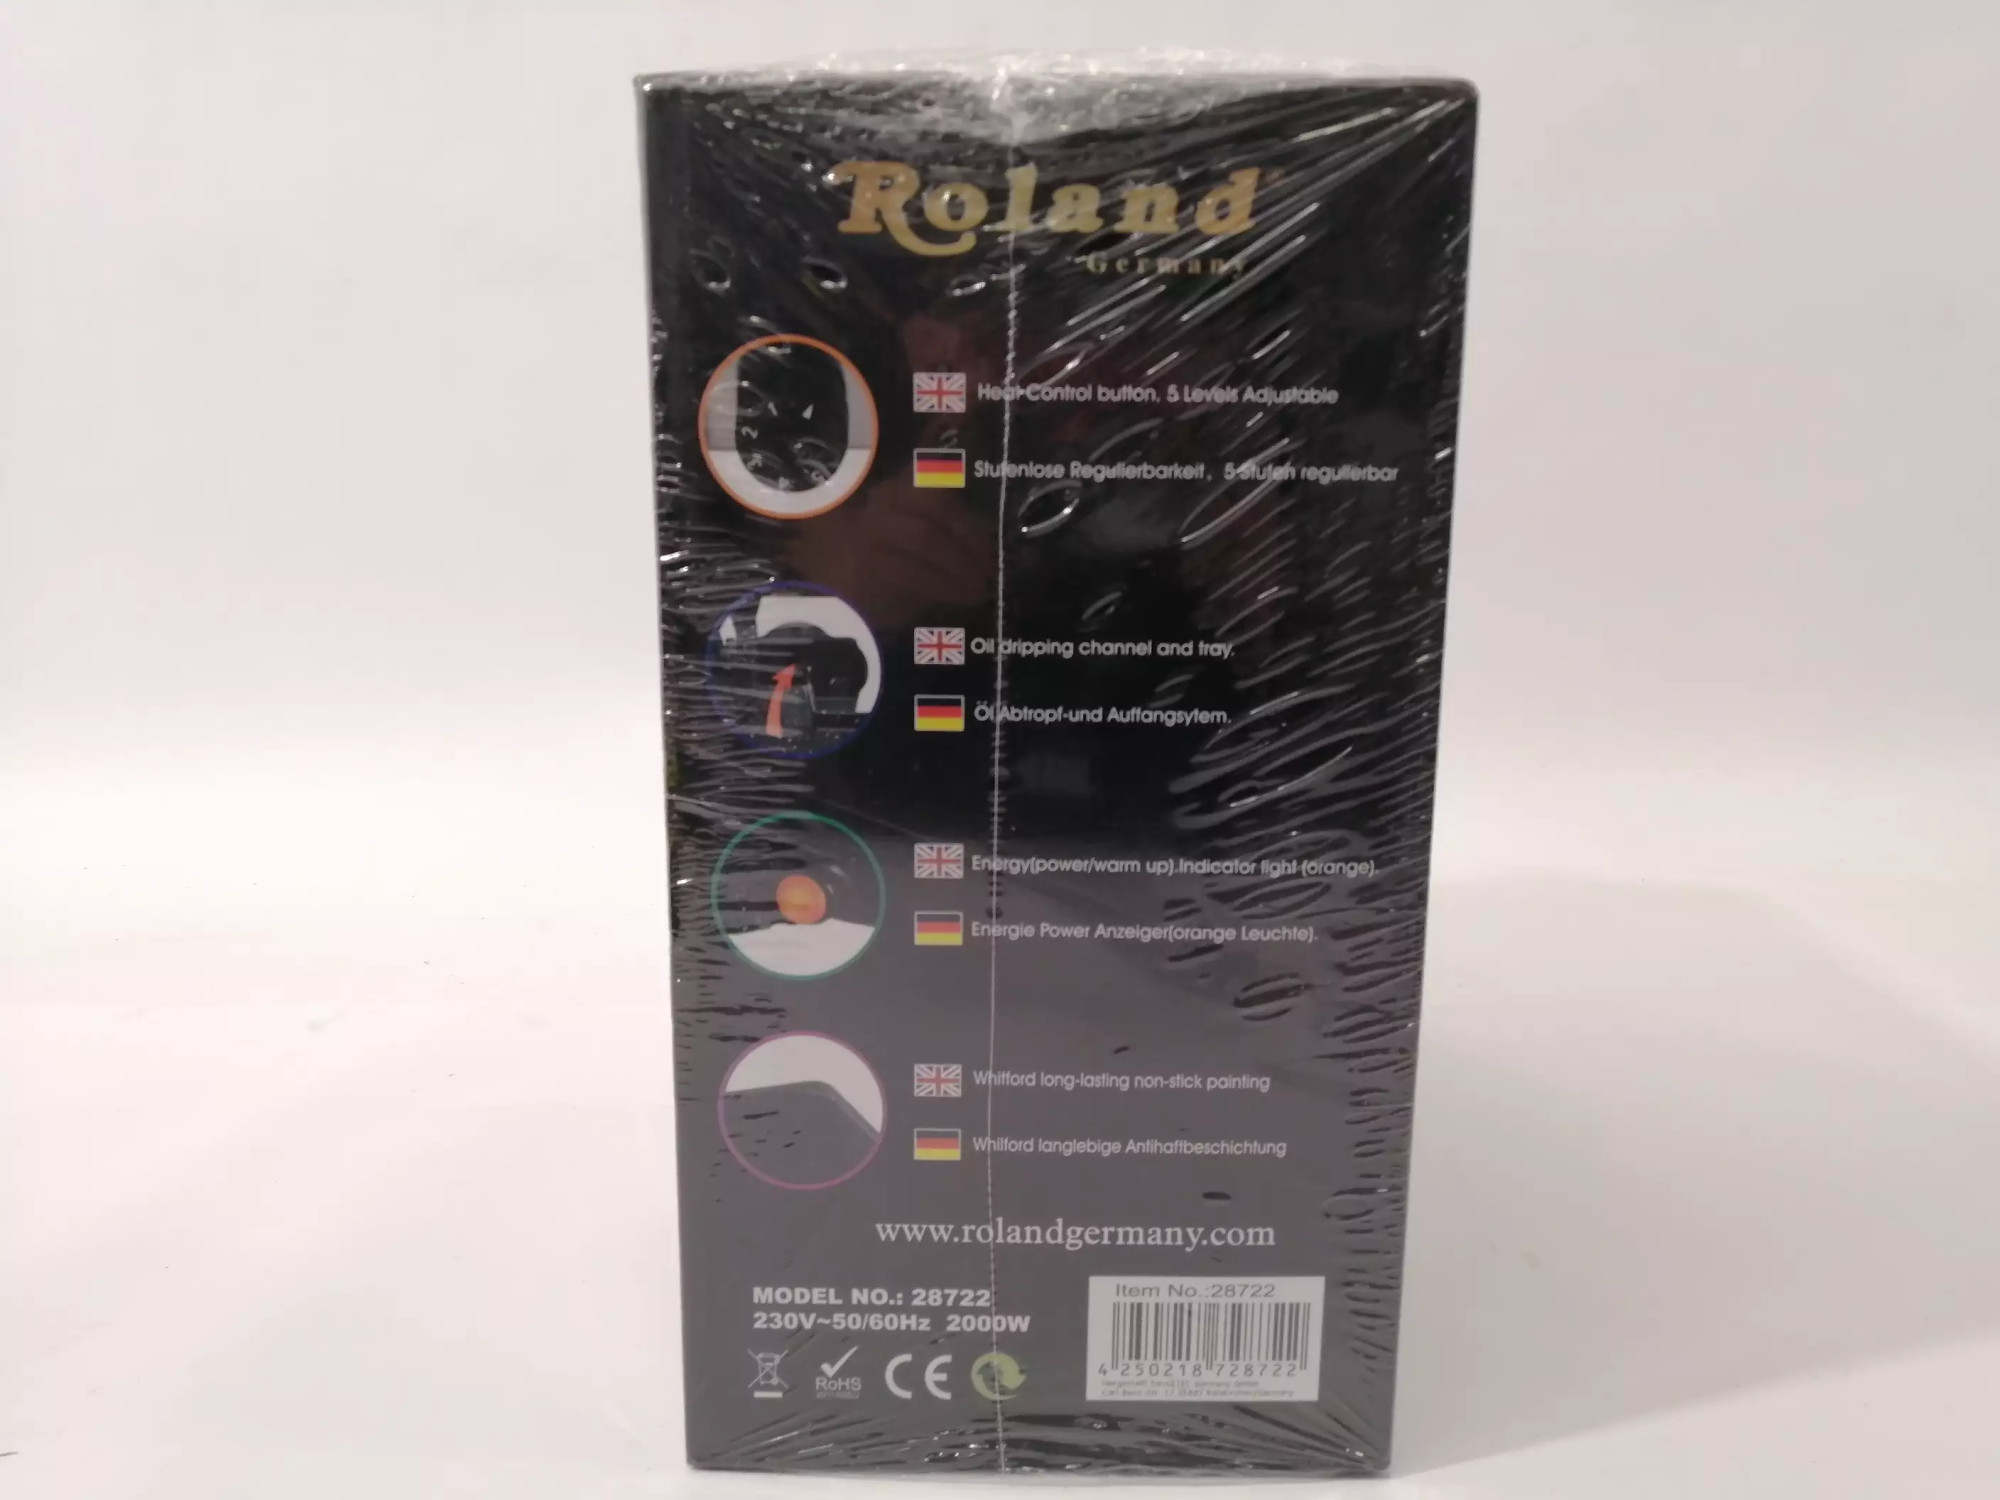 Roland
Germany
Heat Control button, 5 Levels Adjustable
Stufenlose Regulierbarkeit, 5-Stufen regulierbar
Oil dripping channel and tray.
Öl Abtropf-und Auffangsytem.
Energy(power/warm up).Indicator light (orange).
Energie Power Anzeiger(orange Leuchte).
Whitford long-lasting non-stick painting
Whitford langlebige Antihaftbeschichtung
www.rolandgermany.com
MODEL NO.: 28722
230V~50/60Hz 2000W
RoHS
CE
Item No.:28722
4 250218 728722